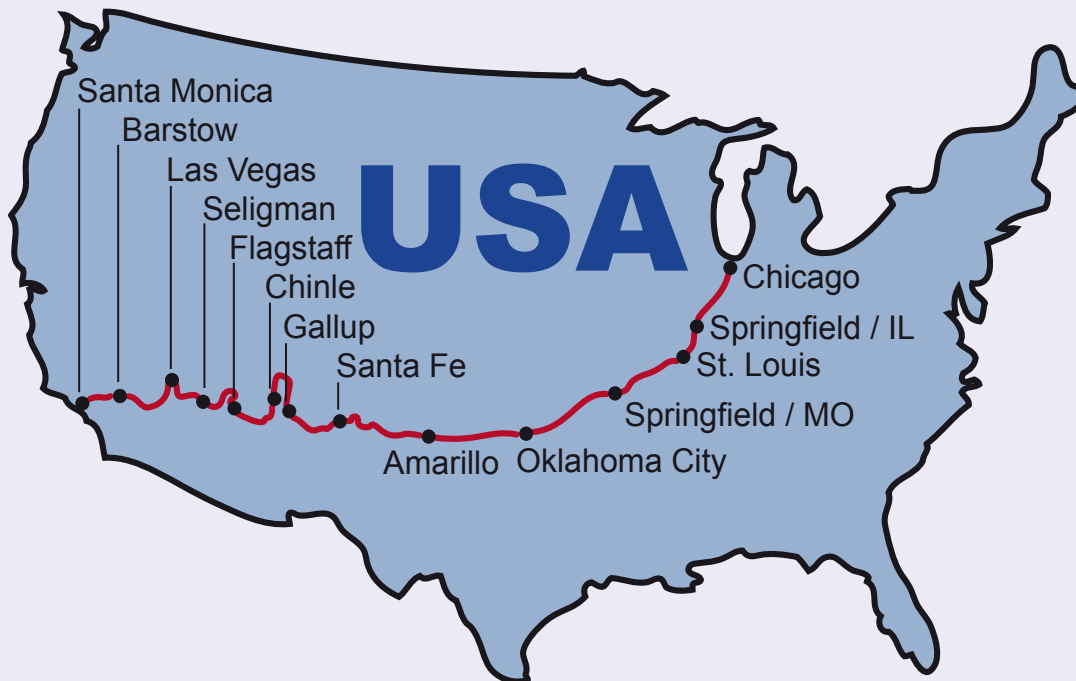 Santa Monica
Barstow
Las Vegas
Seligman
Flagstaff
Chinle
Gallup
Santa Fe
USA
Chicago
Springfield / IL
St. Louis
Springfield / MO
Amarillo
Oklahoma City